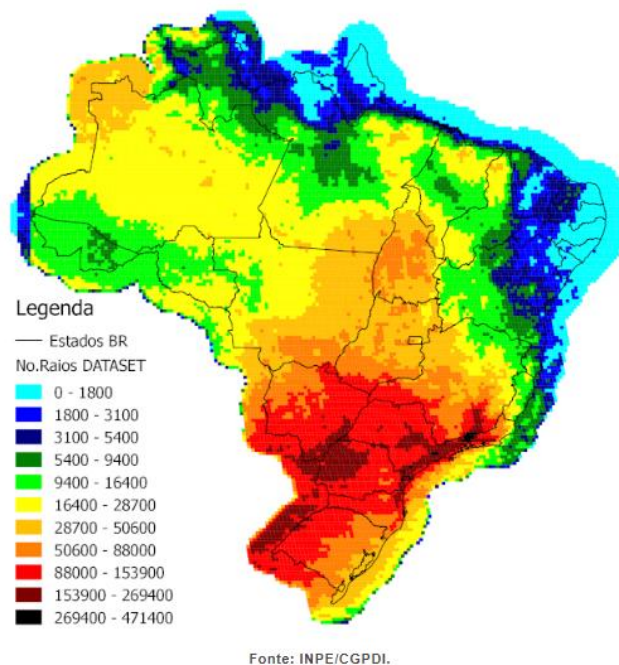 Legenda
Estados BR
No.Raios DATASET
0 - 1800
1800 - 3100
3100 - 5400
5400 - 9400
9400 - 16400
16400 - 28700
28700 - 50600
50600 - 88000
88000 - 153900
153900 - 269400
269400 - 471400
Fonte: INPE/CGPDI.